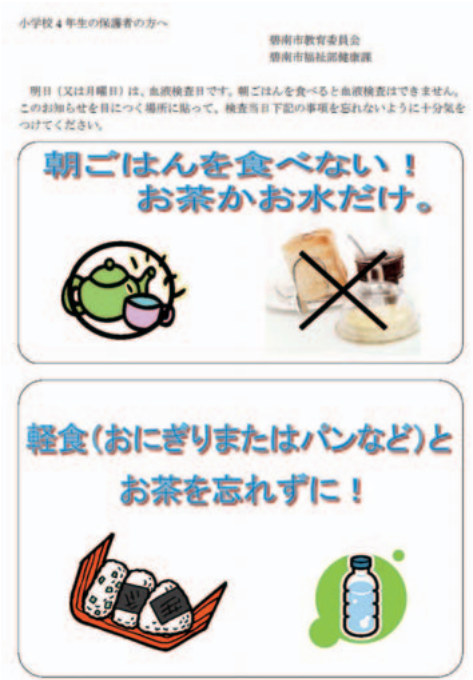 小学校4年生の保護者の方へ
碧南市教育委員会
碧南市福祉部健康課
明日（又は月曜日）は、血液検査日です。朝ごはんを食べると血液検査はできません。
このお知らせを目につく場所に貼って、検査当日下記の事項を忘れないように十分気を
つけてください。
朝ごはんを食べない！
お茶かお水だけ。
軽食（おにぎりまたはパンなど）と
お茶を忘れずに！